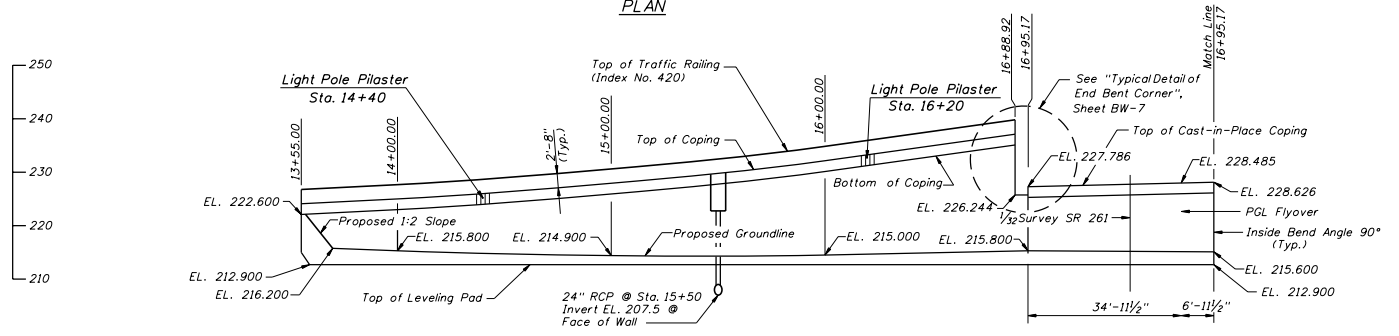 PLAN
250
240
230
220
210
13+55.00
14+00.00
15+00.00
16+00.00
16+88.92
16+95.17
Match Line
16+95.17
Light Pole Pilaster
Sta. 14+40
2'-8"
(Typ.)
Top of Traffic Railing
(Index No. 420)
Top of Coping
Light Pole Pilaster
Sta. 16+20
Bottom of Coping
See "Typical Detail of
End Bent Corner",
Sheet BW-7
Top of Cast-in-Place Coping
EL. 227.786
EL. 228.485
EL. 228.626
EL. 222.600
Proposed 1:2 Slope
EL. 215.800
EL. 214.900
Proposed Groundline
EL. 215.000
EL. 215.800
EL. 226.244
1/32 Survey SR 261
PGL Flyover
Inside Bend Angle 90°
(Typ.)
EL. 212.900
EL. 216.200
Top of Leveling Pad
24" RCP @ Sta. 15+50
Invert EL. 207.5 @
Face of Wall
EL. 215.600
EL. 212.900
34'-11½"
6'-11½"